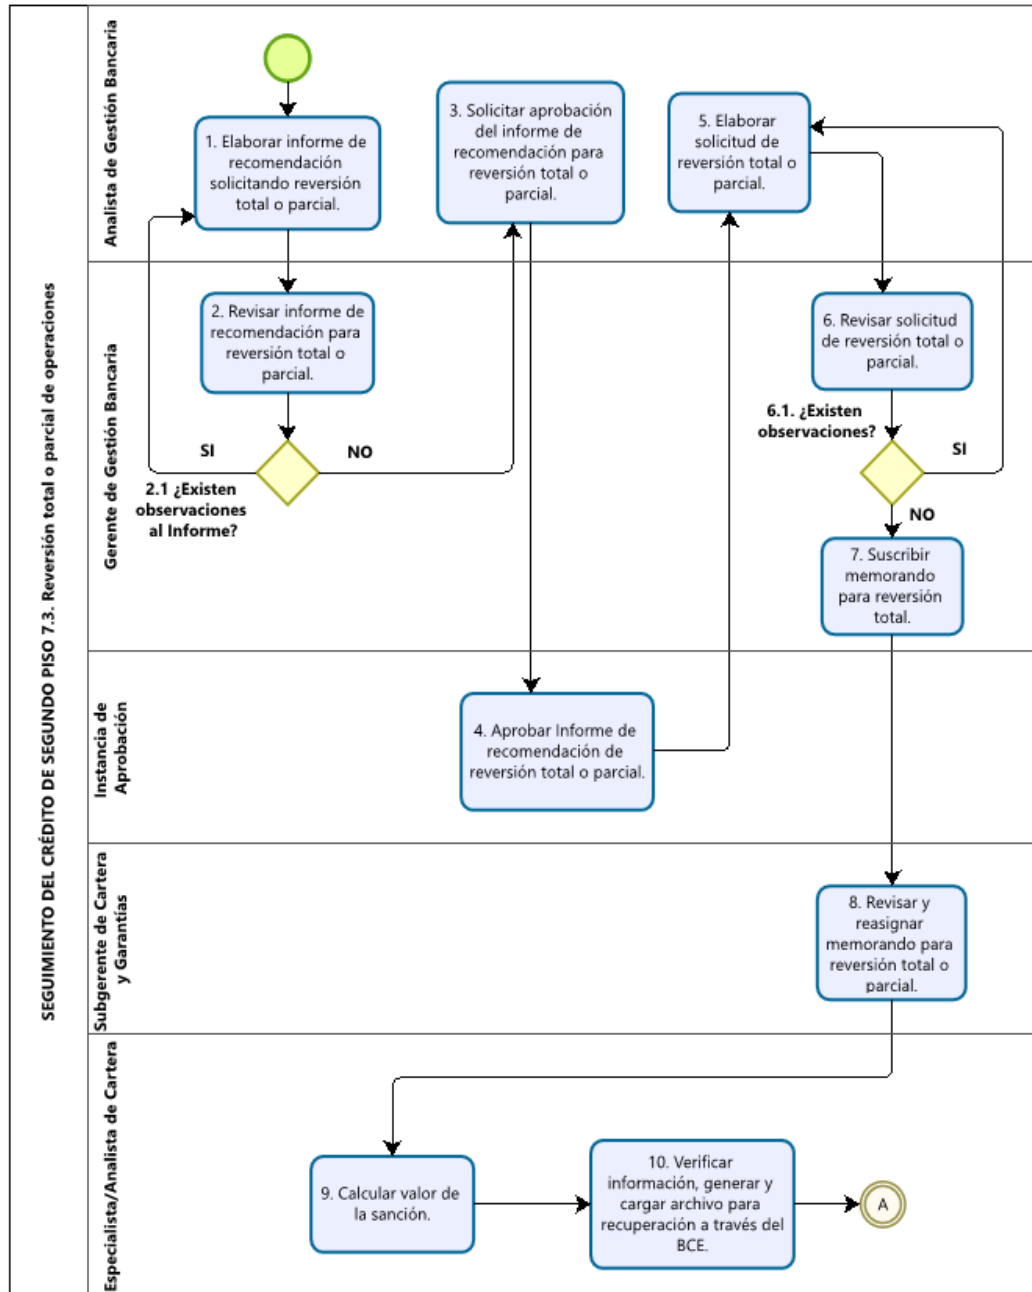 SEGUIMIENTO DEL CRÉDITO DE SEGUNDO PISO 7.3. Reversión total o parcial de operaciones
Analista de Gestión Bancaria
1. Elaborar informe de
recomendación
solicitando reversión
total o parcial.
3. Solicitar aprobación
del informe de
recomendación para
reversión total o
parcial.
5. Elaborar
solicitud de
reversión total o
parcial.
Gerente de Gestión Bancaria
2. Revisar informe de
recomendación para
reversión total o
parcial.
SI
NO
2.1 ¿Existen
observaciones
al Informe?
6. Revisar solicitud
de reversión total o
parcial.
6.1. ¿Existen
observaciones?
SI
NO
7. Suscribir
memorando
para reversión
total.
Instancia de
Aprobación
4. Aprobar Informe de
recomendación de
reversión total o parcial.
Subgerente de Cartera
y Garantías
8. Revisar y
reasignar
memorando para
reversión total o
parcial.
Especialista/Analista de Cartera
9. Calcular valor de
la sanción.
10. Verificar
información, generar y
cargar archivo para
recuperación a través del
BCE.
A